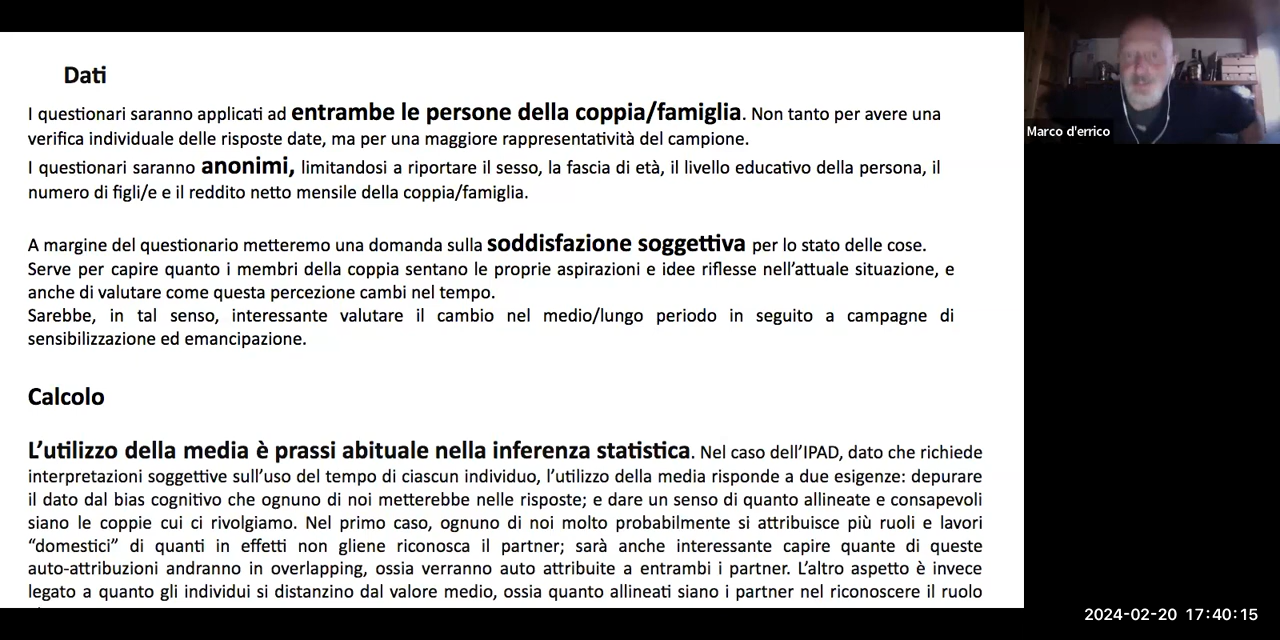 Dati
I questionari saranno applicati ad entrambe le persone della coppia/famiglia. Non tanto per avere una
verifica individuale delle risposte date, ma per una maggiore rappresentatività del campione.
I questionari saranno anonimi, limitandosi a riportare il sesso, la fascia di età, il livello educativo della persona, il
numero di figli/e e il reddito netto mensile della coppia/famiglia.
A margine del questionario metteremo una domanda sulla soddisfazione soggettiva per lo stato delle cose.
Serve per capire quanto i membri della coppia sentano le proprie aspirazioni e idee riflesse nell'attuale situazione, e
anche di valutare come questa percezione cambi nel tempo.
Sarebbe, in tal senso, interessante valutare il cambio nel medio/lungo periodo in seguito a campagne di
sensibilizzazione ed emancipazione.
Calcolo
L'utilizzo della media è prassi abituale nella inferenza statistica. Nel caso dell'IPAD, dato che richiede
interpretazioni soggettive sull'uso del tempo di ciascun individuo, l'utilizzo della media risponde a due esigenze: depurare
il dato dal bias cognitivo che ognuno di noi metterebbe nelle risposte; e dare un senso di quanto allineate e consapevoli
siano le coppie cui ci rivolgiamo. Nel primo caso, ognuno di noi molto probabilmente si attribuisce più ruoli e lavori
“domestici” di quanti in effetti non gliene riconosca il partner; sarà anche interessante capire quante di queste
auto-attribuzioni andranno in overlapping, ossia verranno auto attribuite a entrambi i partner. L'altro aspetto è invece
legato a quanto gli individui si distanzino dal valore medio, ossia quanto allineati siano i partner nel riconoscere il ruolo
Marco d'errico
2024-02-20 17:40:15